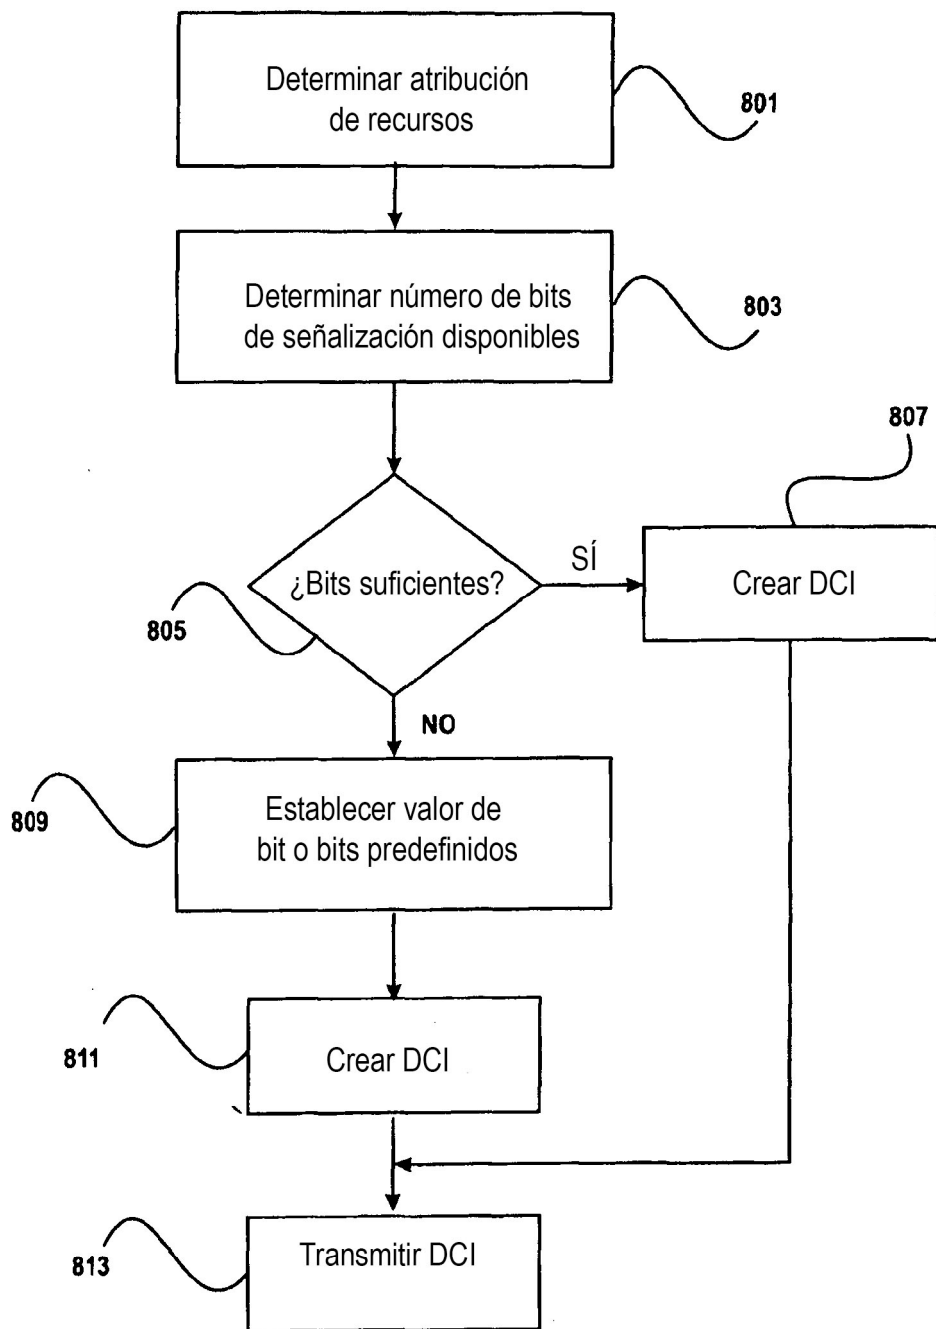 Determinar atribución
de recursos
801
Determinar número de bits
de señalización disponibles
803
807
¿Bits suficientes?
SÍ
Crear DCI
805
NO
Establecer valor de
bit o bits predefinidos
809
Crear DCI
811
Transmitir DCI
813